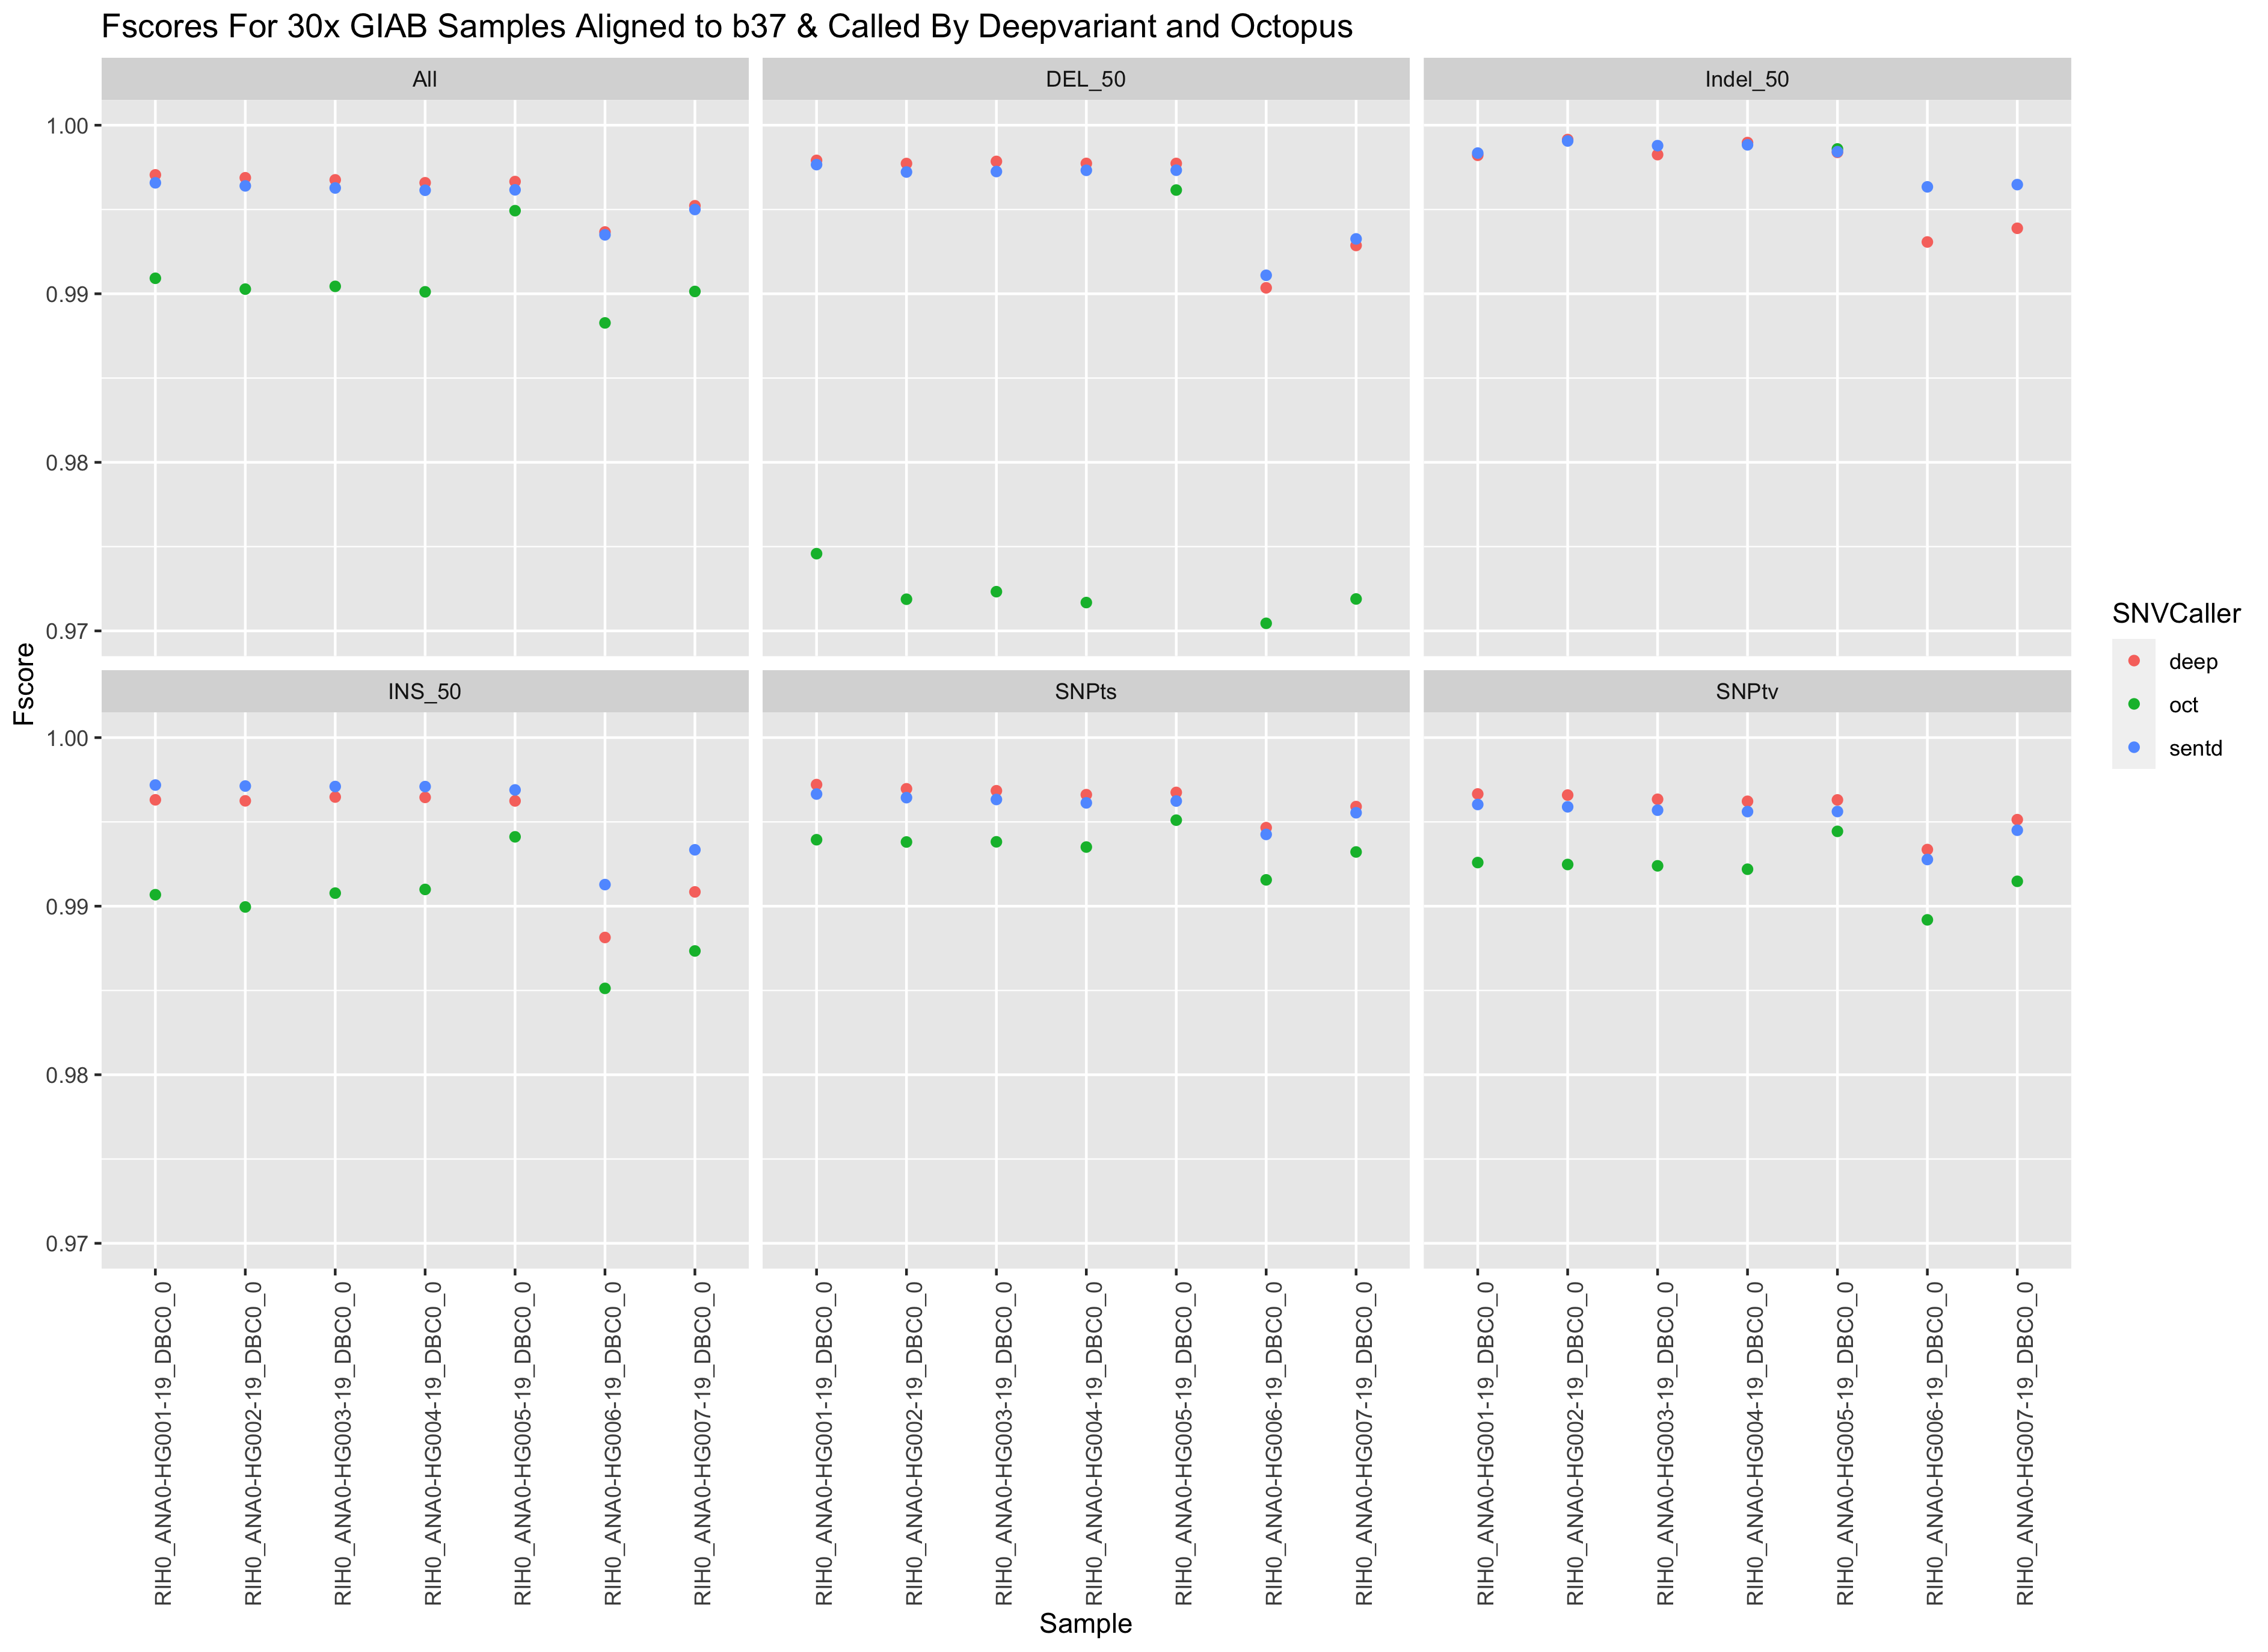 Fscores For 30x GIAB Samples Aligned to b37 & Called By Deepvariant and Octopus
All
DEL_50
Indel_50
1.00
0.99
0.98
0.97
Fscore
INS_50
SNPts
SNPtv
1.00
0.99
0.98
0.97
RIH0_ANA0-HG001-19_DBC0_0
RIH0_ANA0-HG002-19_DBC0_0
RIH0_ANA0-HG003-19_DBC0_0
RIH0_ANA0-HG004-19_DBC0_0
RIH0_ANA0-HG005-19_DBC0_0
RIH0_ANA0-HG006-19_DBC0_0
RIH0_ANA0-HG007-19_DBC0_0
RIH0_ANA0-HG001-19_DBC0_0
RIH0_ANA0-HG002-19_DBC0_0
RIH0_ANA0-HG003-19_DBC0_0
RIH0_ANA0-HG004-19_DBC0_0
RIH0_ANA0-HG005-19_DBC0_0
RIH0_ANA0-HG006-19_DBC0_0
RIH0_ANA0-HG007-19_DBC0_0
RIH0_ANA0-HG001-19_DBC0_0
RIH0_ANA0-HG002-19_DBC0_0
RIH0_ANA0-HG003-19_DBC0_0
RIH0_ANA0-HG004-19_DBC0_0
RIH0_ANA0-HG005-19_DBC0_0
RIH0_ANA0-HG006-19_DBC0_0
RIH0_ANA0-HG007-19_DBC0_0
Sample
SNVCaller
deep
oct
sentd